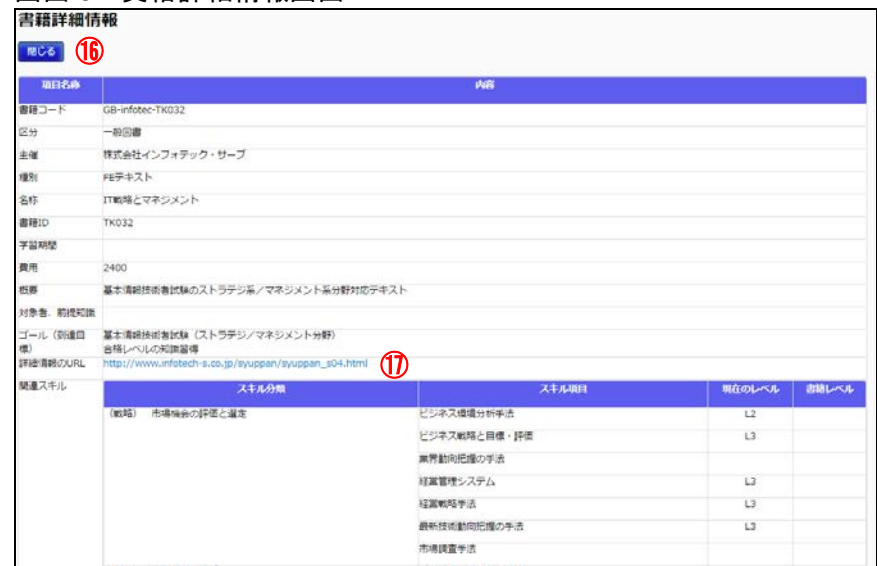 書籍詳細情報
閉じる ⑯
項目名称 内容
書籍コード GB-infotec-TK032
区分 一般図書
主催 株式会社インフォテック・サーブ
種別 FEテキスト
名称 IT戦略とマネジメント
書籍ID TK032
学習期間
費用 2400
概要 基本情報技術者試験のストラテジ系/マネジメント系分野対応テキスト
対象者、前提知識
ゴール(到達目標) 基本情報技術者試験(ストラテジ/マネジメント分野)
合格レベルの知識習得
詳細情報のURL http://www.infotech-s.co.jp/syuppan/syuppan_s04.html ⑰
関連スキル スキル分類 スキル項目 現在のレベル 書籍レベル
(戦略) 市場機会の評価と選定 ビジネス環境分析手法 L2
ビジネス戦略と目標・評価 L3
業界動向把握の手法
経営管理システム L3
経営戦略手法 L3
最新技術動向把握の手法 L3
市場調査手法